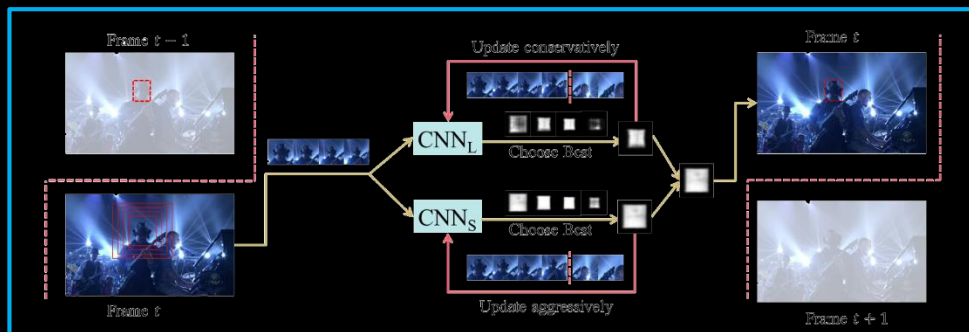 Frame t − 1
Update conservatively
Frame t
CNN_L
Choose Best
CNN_S
Choose Best
Frame t
Update aggressively
Frame t + 1